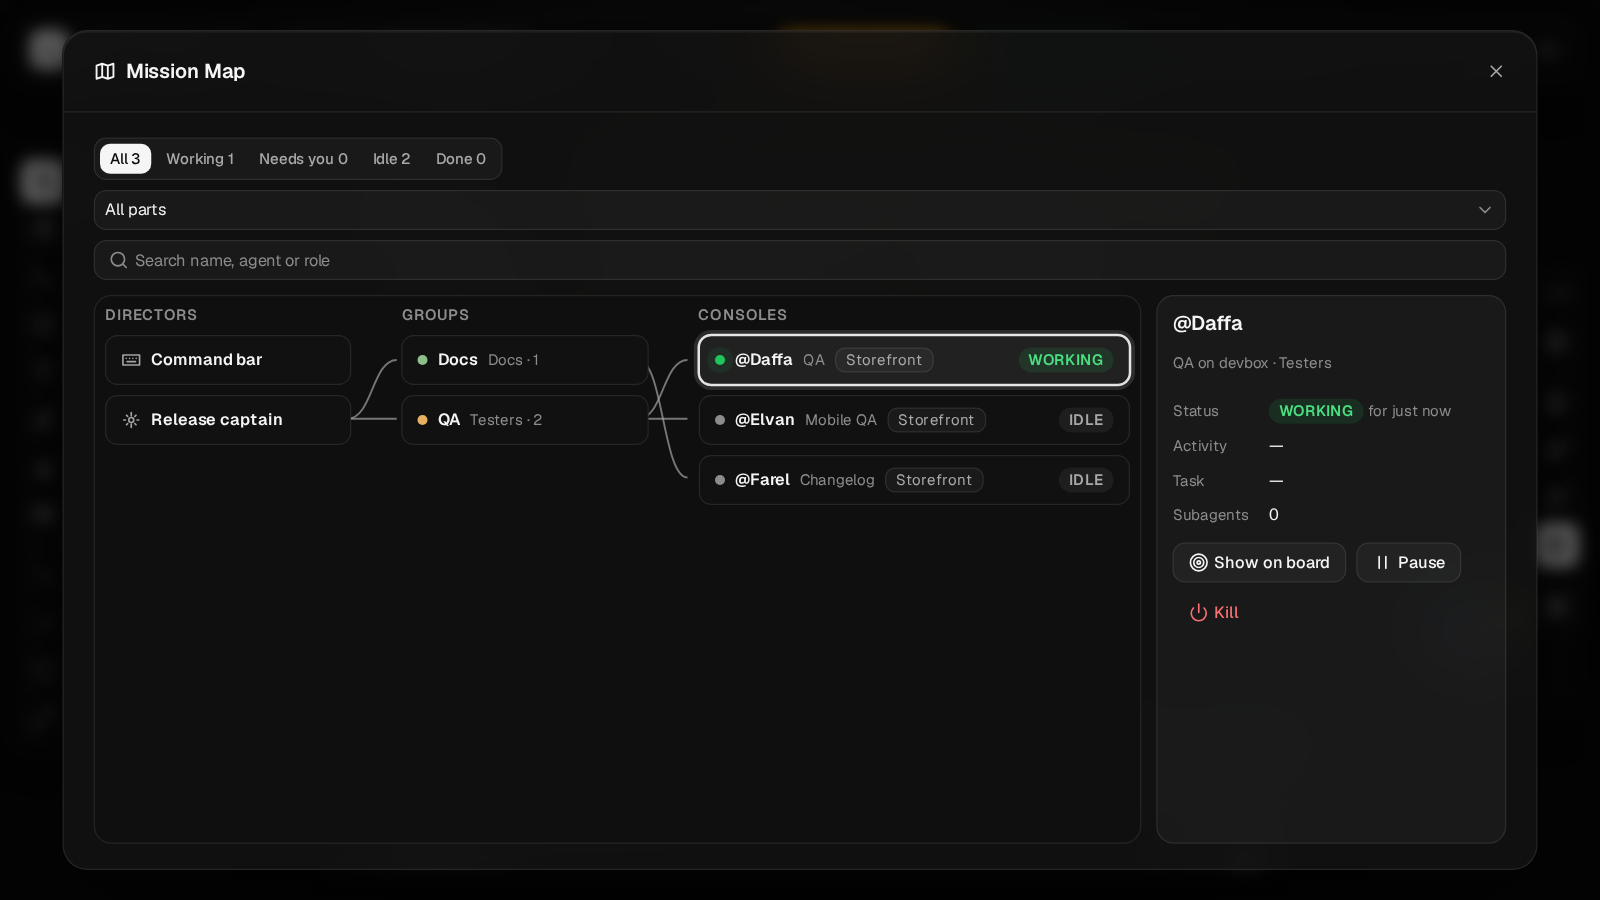 Mission Map
All 3 Working 1 Needs you 0 Idle 2 Done 0
All parts
Search name, agent or role
DIRECTORS
Command bar
Release captain
GROUPS
Docs Docs · 1
QA Testers · 2
CONSOLES
@Daffa QA Storefront WORKING
@Elvan Mobile QA Storefront IDLE
@Farel Changelog Storefront IDLE
@Daffa
QA on devbox · Testers
Status WORKING for just now
Activity —
Task —
Subagents 0
Show on board Pause
Kill